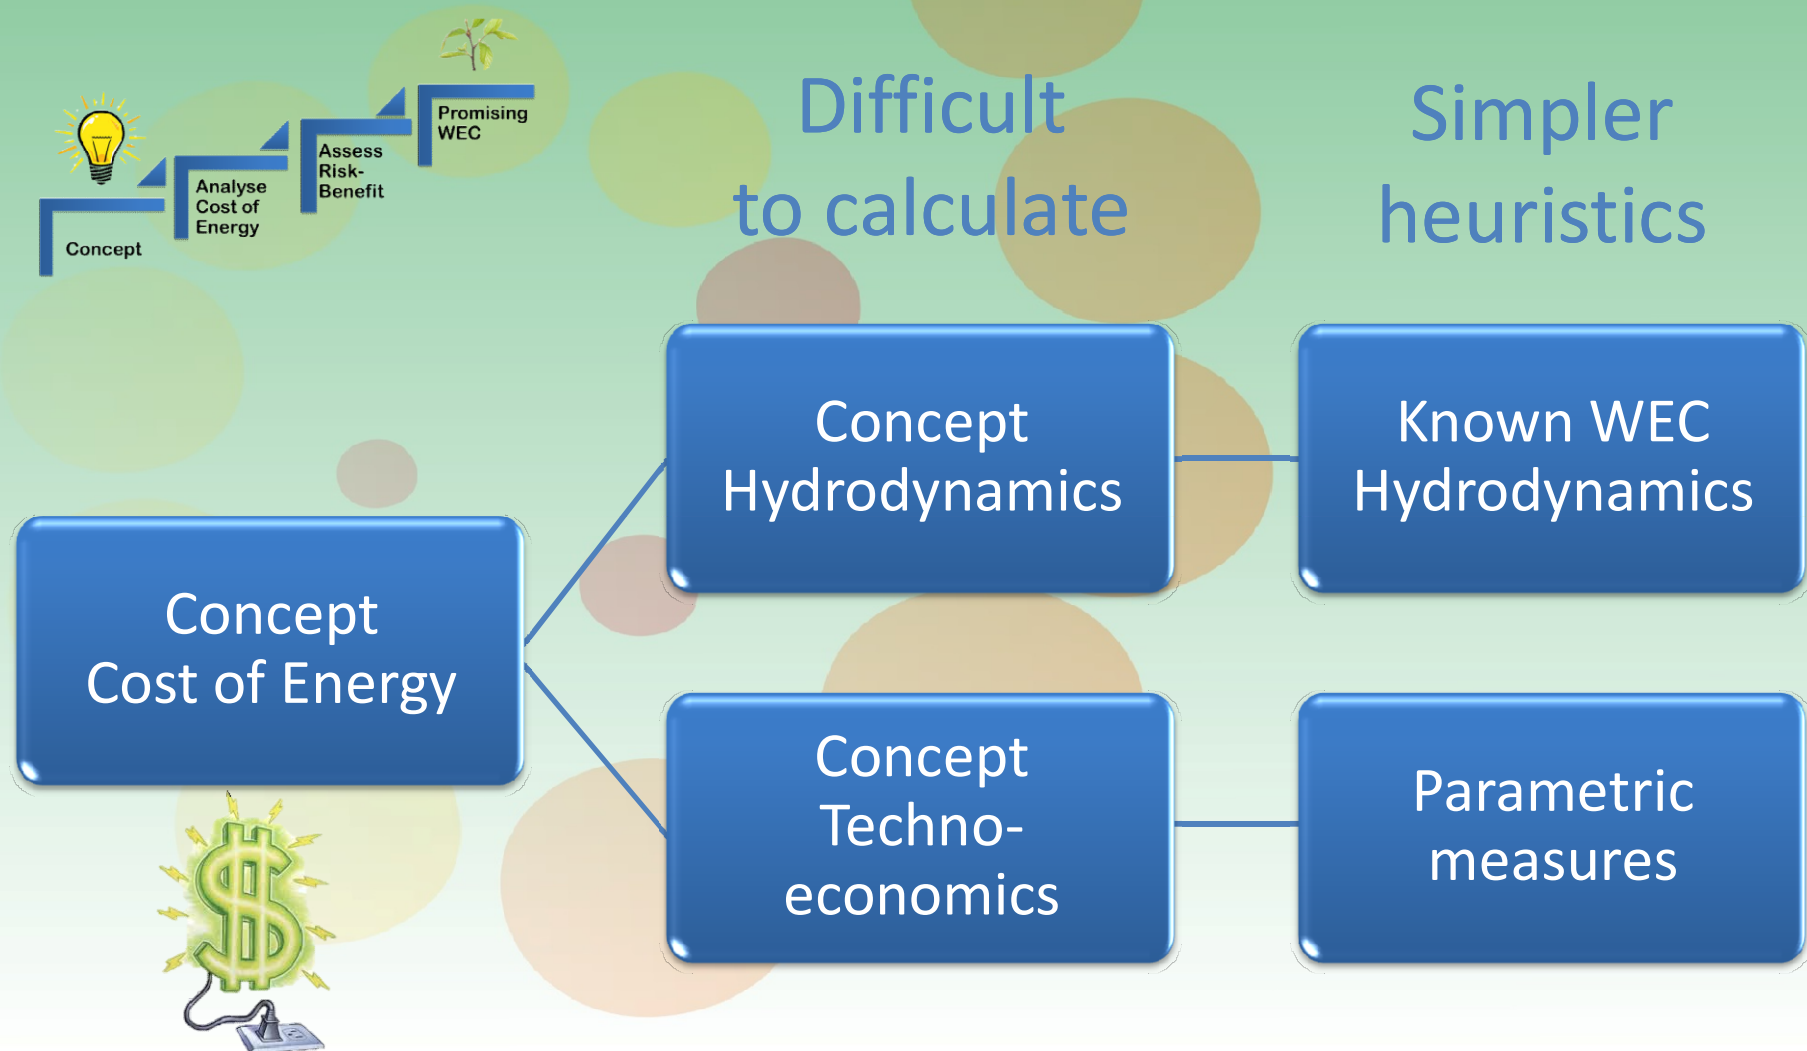 Concept
Analyse
Cost of
Energy
Assess
Risk-
Benefit
Promising
WEC
Difficult
to calculate
Simpler
heuristics
Concept
Cost of Energy
Concept
Hydrodynamics
Known WEC
Hydrodynamics
Concept
Techno-
economics
Parametric
measures